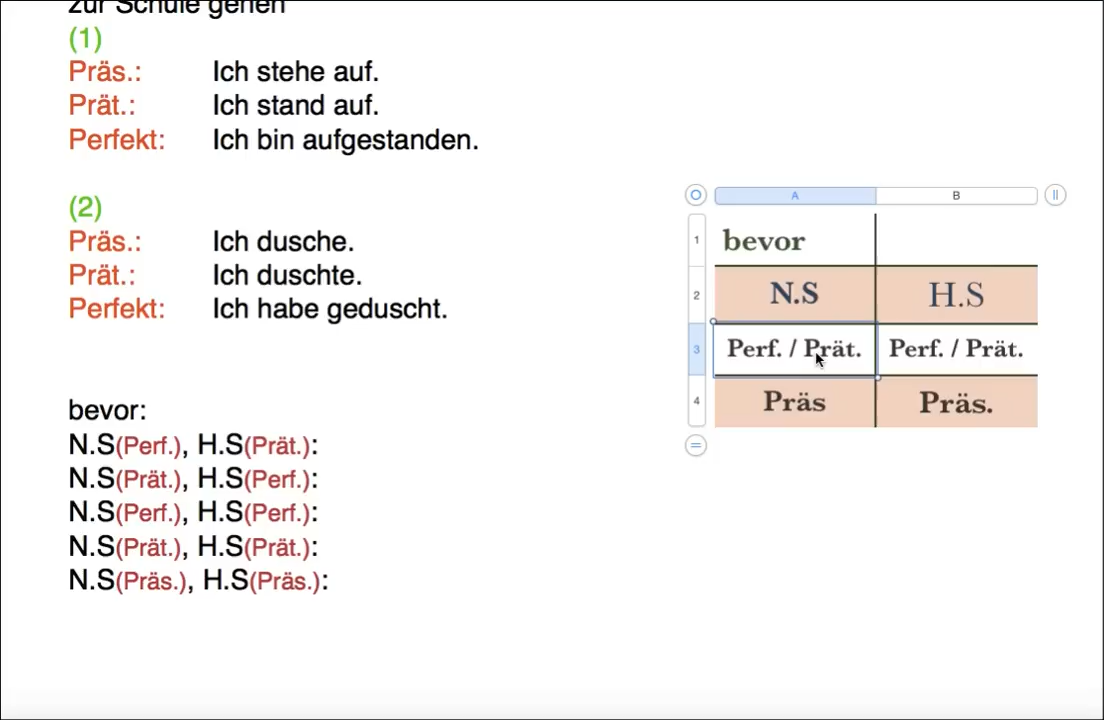 zur Schule gehen
(1)
Präs.: Ich stehe auf.
Prät.: Ich stand auf.
Perfekt: Ich bin aufgestanden.
(2)
Präs.: Ich dusche.
Prät.: Ich duschte.
Perfekt: Ich habe geduscht.
bevor:
N.S(Perf.), H.S(Prät.):
N.S(Prät.), H.S(Perf.):
N.S(Perf.), H.S(Perf.):
N.S(Prät.), H.S(Prät.):
N.S(Präs.), H.S(Präs.):
A B
1 bevor
2 N.S H.S
3 Perf. / Prät. Perf. / Prät.
4 Präs Präs.